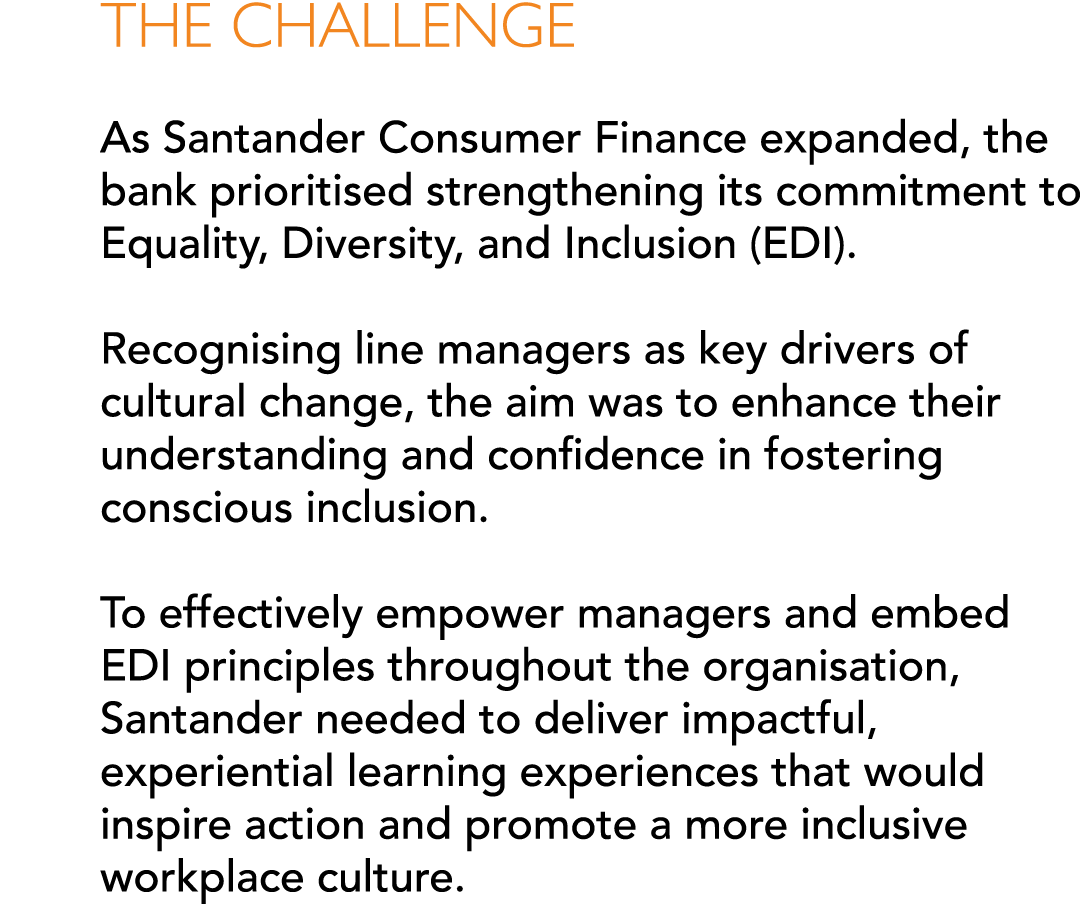 THE CHALLENGE
As Santander Consumer Finance expanded, the
bank prioritised strengthening its commitment to
Equality, Diversity, and Inclusion (EDI).
Recognising line managers as key drivers of
cultural change, the aim was to enhance their
understanding and confidence in fostering
conscious inclusion.
To effectively empower managers and embed
EDI principles throughout the organisation,
Santander needed to deliver impactful,
experiential learning experiences that would
inspire action and promote a more inclusive
workplace culture.